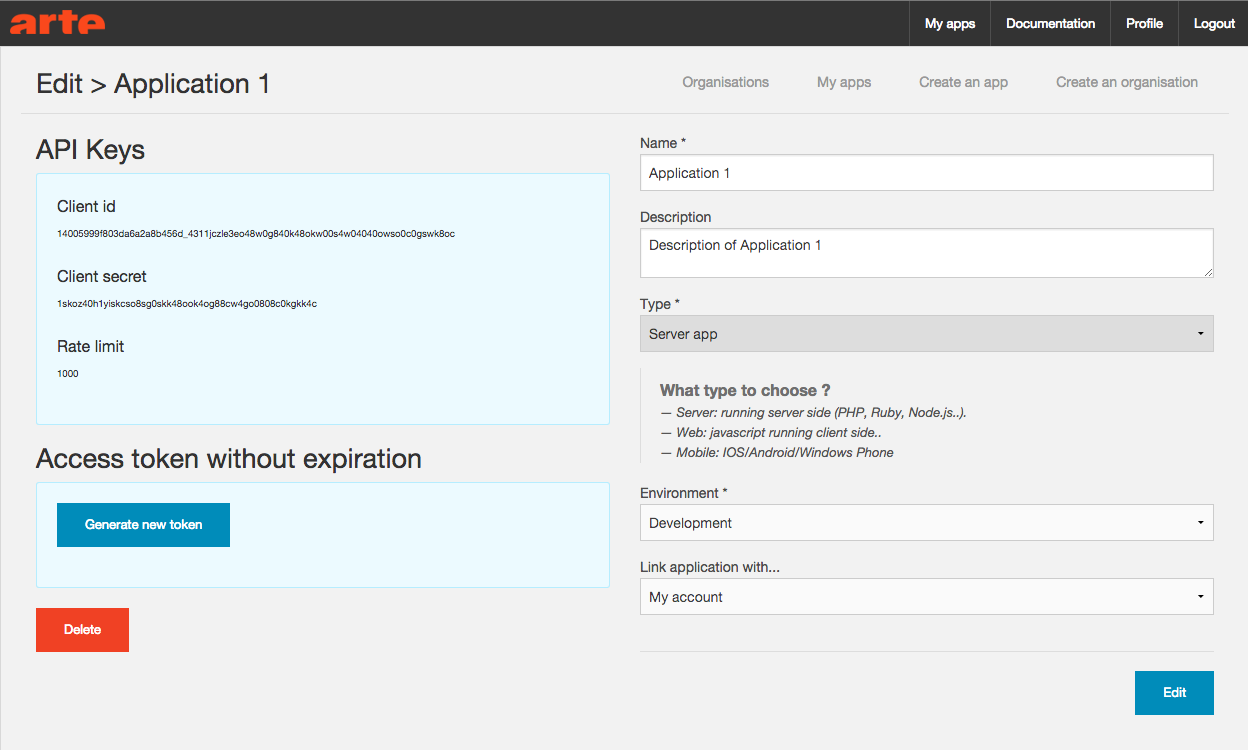 arte
My apps
Documentation
Profile
Logout
Edit > Application 1
Organisations
My apps
Create an app
Create an organisation
API Keys
Client id
14005999f803da6a2a8b456d_4311jczle3eo48w0g840k48okw00s4w04040owso0c0gswk8oc
Client secret
1skoz40h1yiskcso8sg0skk48ook4og88cw4go0808c0kgkk4c
Rate limit
1000
Access token without expiration
Generate new token
Delete
Name *
Application 1
Description
Description of Application 1
Type *
Server app
What type to choose ?
— Server: running server side (PHP, Ruby, Node.js..).
— Web: javascript running client side..
— Mobile: IOS/Android/Windows Phone
Environment *
Development
Link application with...
My account
Edit